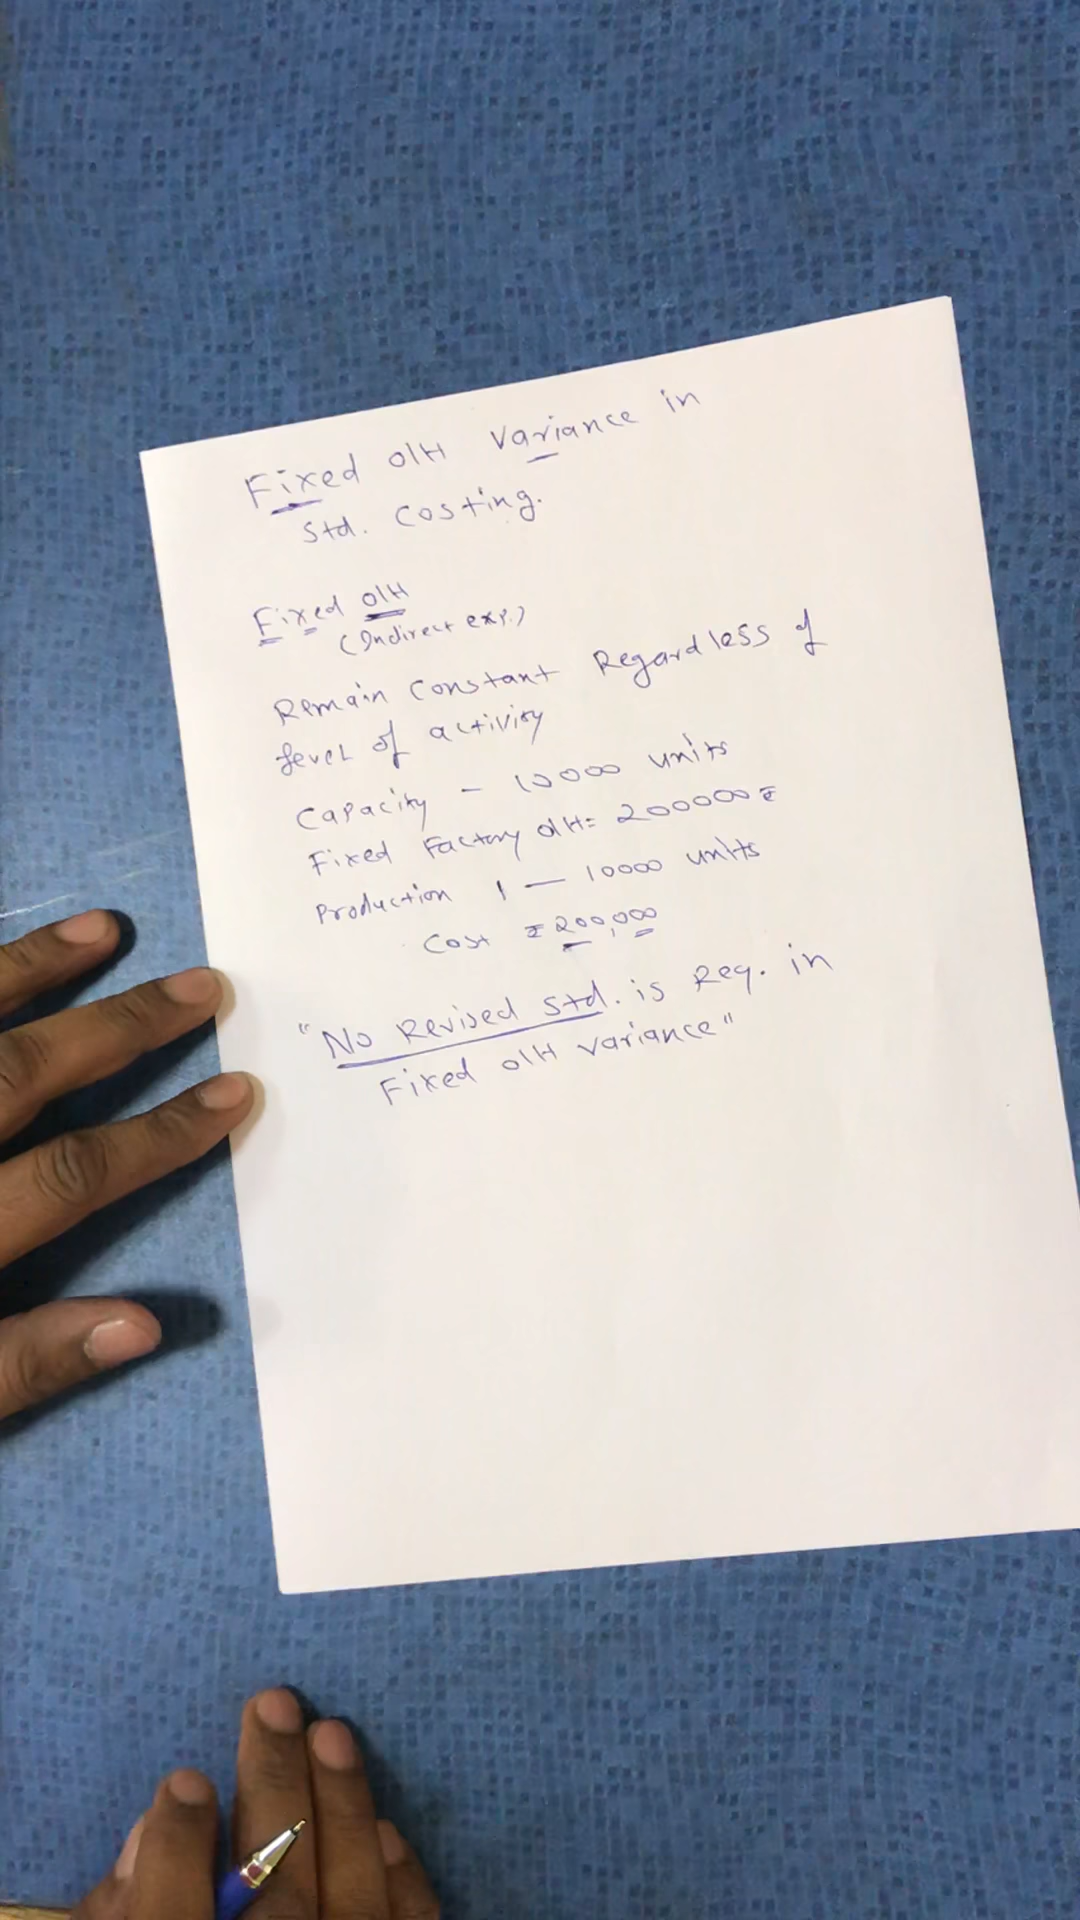 Fixed o/H Variance in
Std. Costing.
Fixed o/H
(Indirect exp.)
Remain Constant Regardless of
level of activity
Capacity - 10000 units
Fixed Factory o/H = 200000 ₹
Production 1 — 10000 units
Cost ₹ 200,000
"No Revised Std. is Req. in
Fixed o/H variance"